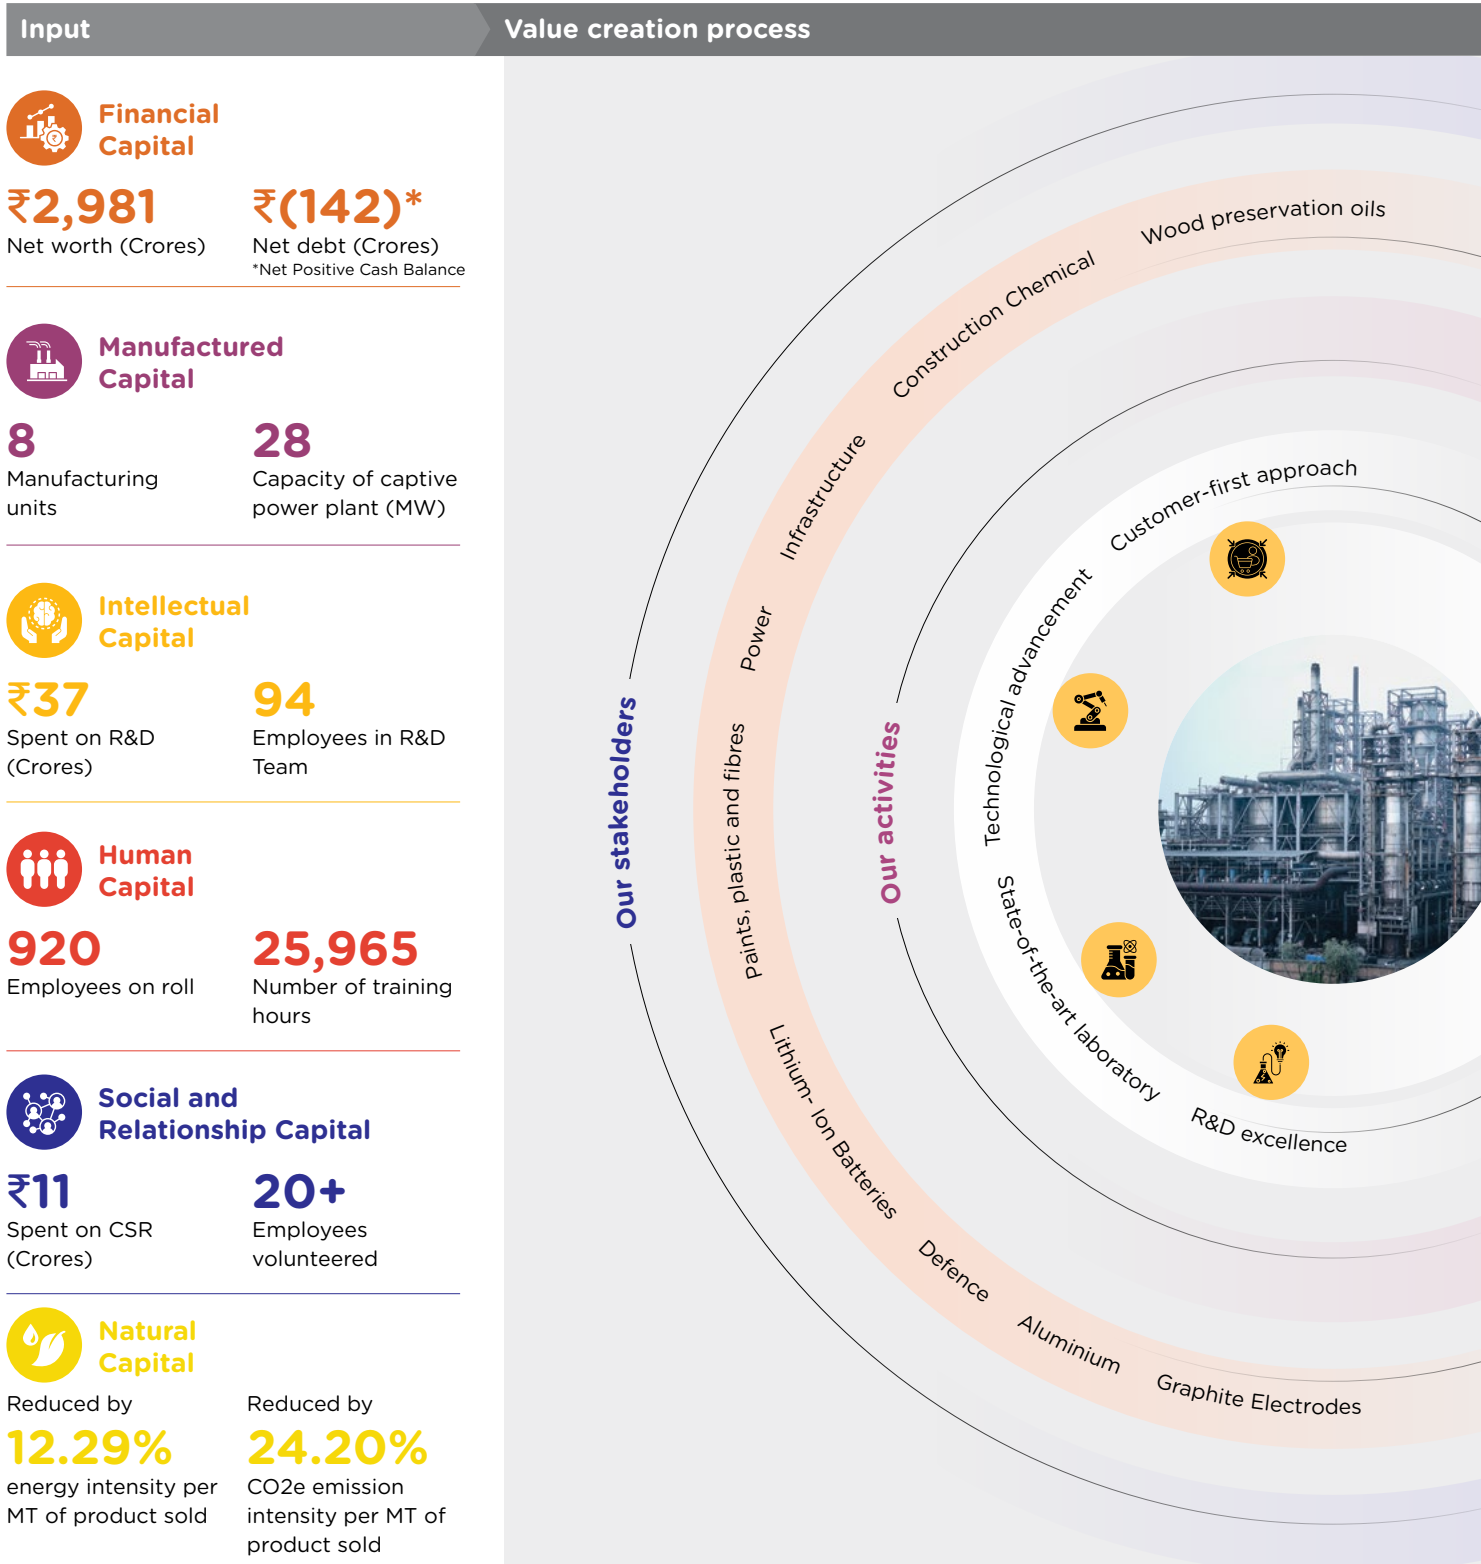 Input
Value creation process
Financial
Capital
₹2,981
Net worth (Crores)
₹(142)*
Net debt (Crores)
*Net Positive Cash Balance
Manufactured
Capital
8
Manufacturing
units
28
Capacity of captive
power plant (MW)
Intellectual
Capital
₹37
Spent on R&D
(Crores)
94
Employees in R&D
Team
Human
Capital
920
Employees on roll
25,965
Number of training
hours
Social and
Relationship Capital
₹11
Spent on CSR
(Crores)
20+
Employees
volunteered
Natural
Capital
Reduced by
12.29%
energy intensity per
MT of product sold
Reduced by
24.20%
CO2e emission
intensity per MT of
product sold
Our stakeholders
Wood preservation oils
Construction Chemical
Infrastructure
Power
Paints, plastic and fibres
Lithium- Ion Batteries
Defence
Aluminium
Graphite Electrodes
Our activities
Customer-first approach
Technological advancement
State-of-the-art laboratory
R&D excellence